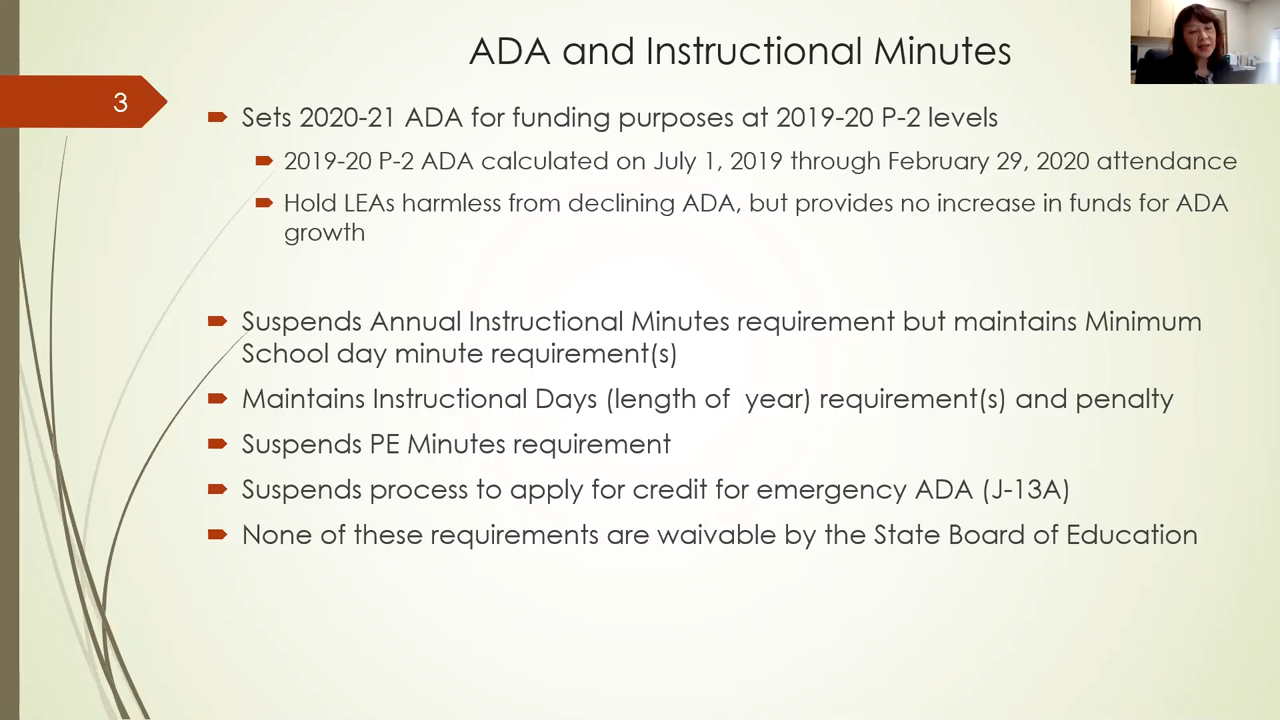 ADA and Instructional Minutes
3
Sets 2020-21 ADA for funding purposes at 2019-20 P-2 levels
2019-20 P-2 ADA calculated on July 1, 2019 through February 29, 2020 attendance
Hold LEAs harmless from declining ADA, but provides no increase in funds for ADA
growth
Suspends Annual Instructional Minutes requirement but maintains Minimum
School day minute requirement(s)
Maintains Instructional Days (length of  year) requirement(s) and penalty
Suspends PE Minutes requirement
Suspends process to apply for credit for emergency ADA (J-13A)
None of these requirements are waivable by the State Board of Education